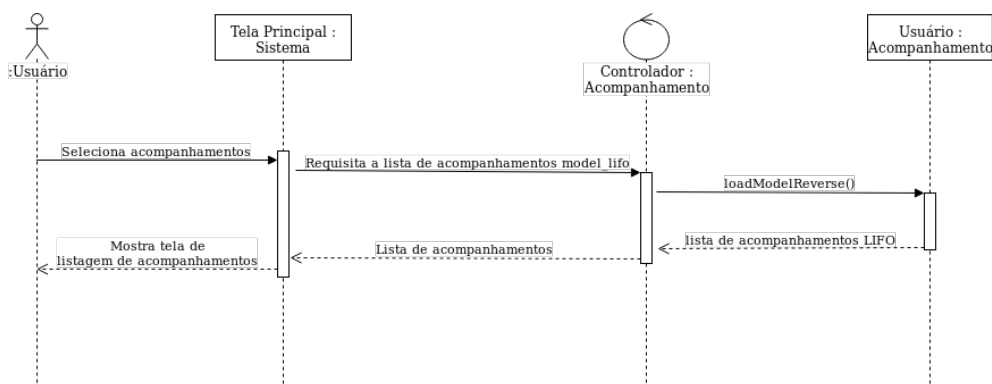 :Usuário
Tela Principal :
Sistema
Controlador :
Acompanhamento
Usuário :
Acompanhamento
Seleciona acompanhamentos
Requisita a lista de acompanhamentos model_lifo
loadModelReverse()
lista de acompanhamentos LIFO
Lista de acompanhamentos
Mostra tela de
listagem de acompanhamentos